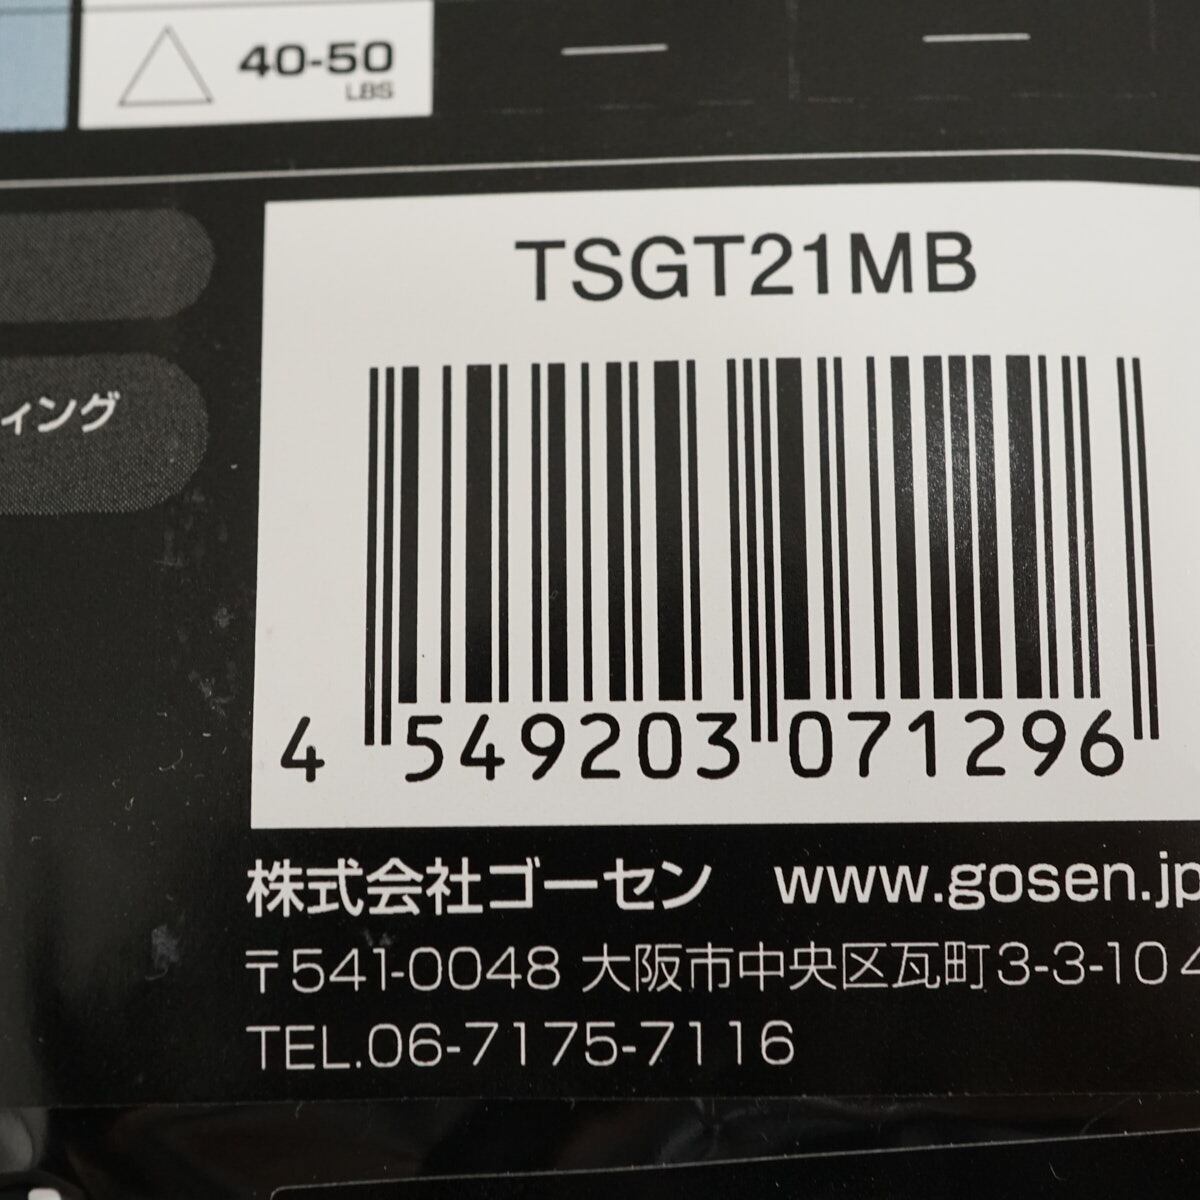 40-50
LBS
TSGT21MB
ィング
4 549203 071296
株式会社ゴーセン www.gosen.jp
〒541-0048 大阪市中央区瓦町3-3-10 4
TEL.06-7175-7116